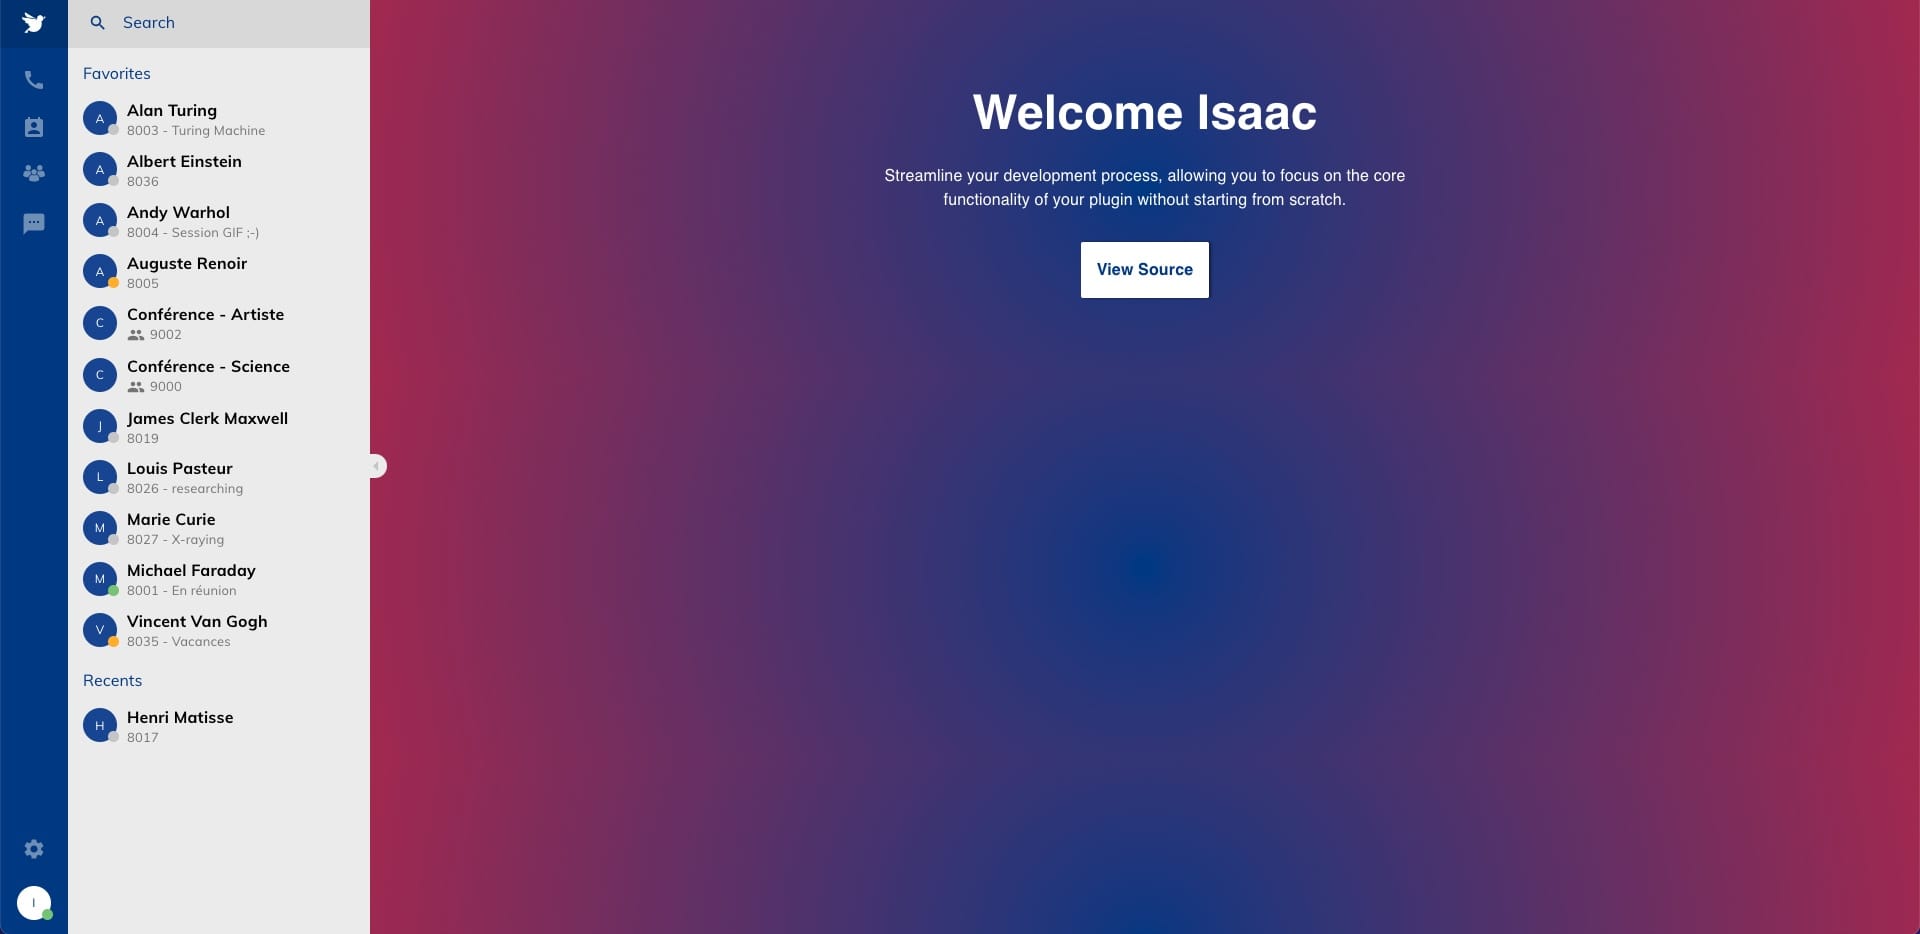 Search
Favorites
A
Alan Turing
8003 - Turing Machine
A
Albert Einstein
8036
A
Andy Warhol
8004 - Session GIF ;-)
A
Auguste Renoir
8005
C
Conférence - Artiste
9002
C
Conférence - Science
9000
J
James Clerk Maxwell
8019
L
Louis Pasteur
8026 - researching
M
Marie Curie
8027 - X-raying
M
Michael Faraday
8001 - En réunion
V
Vincent Van Gogh
8035 - Vacances
Recents
H
Henri Matisse
8017
I
Welcome Isaac
Streamline your development process, allowing you to focus on the core
functionality of your plugin without starting from scratch.
View Source